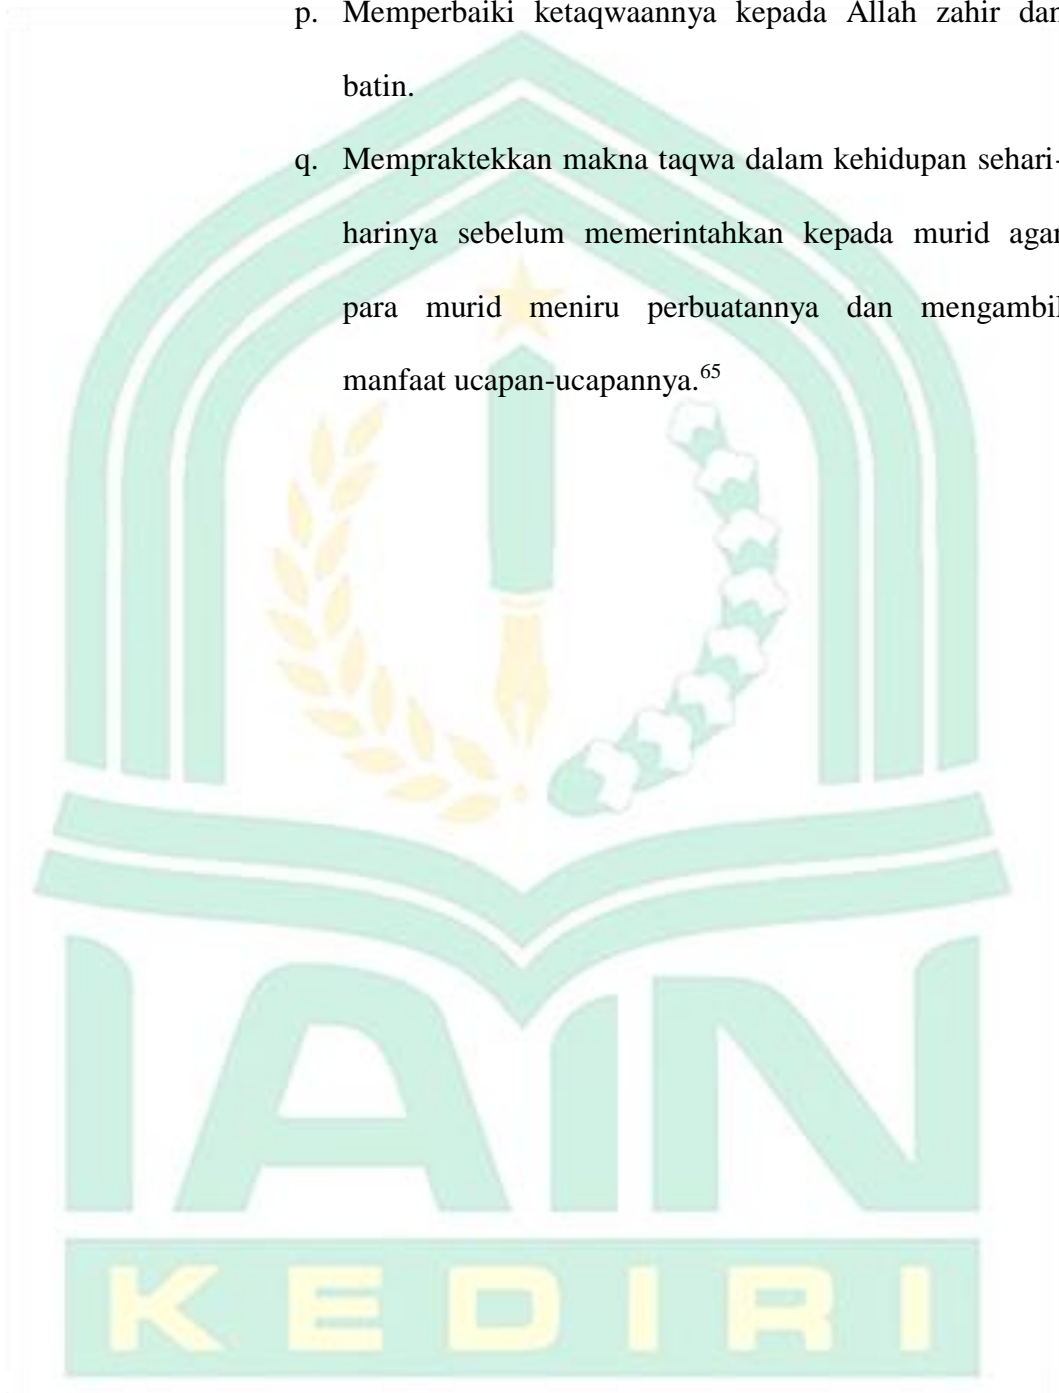 p. Memperbaiki ketaqwaannya kepada Allah zahir dan
batin.
q. Mempraktekkan makna taqwa dalam kehidupan sehari-
harinya sebelum memerintahkan kepada murid agar
para murid meniru perbuatannya dan mengambil
manfaat ucapan-ucapannya.65
IAIN
KEDIRI